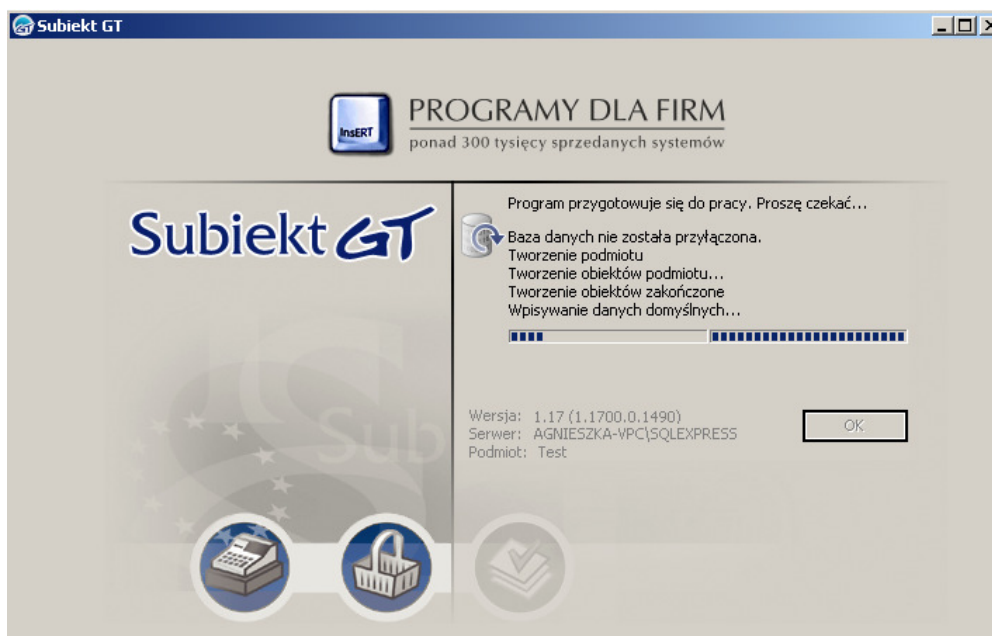 Subiekt GT
InsERT
PROGRAMY DLA FIRM
ponad 300 tysięcy sprzedanych systemów
Subiekt GT
Program przygotowuje się do pracy. Proszę czekać...
Baza danych nie została przyłączona.
Tworzenie podmiotu
Tworzenie obiektów podmiotu...
Tworzenie obiektów zakończone
Wpisywanie danych domyślnych...
Wersja: 1.17 (1.1700.0.1490)
Serwer: AGNIESZKA-VPC\SQLEXPRESS
Podmiot: Test
OK
Sub